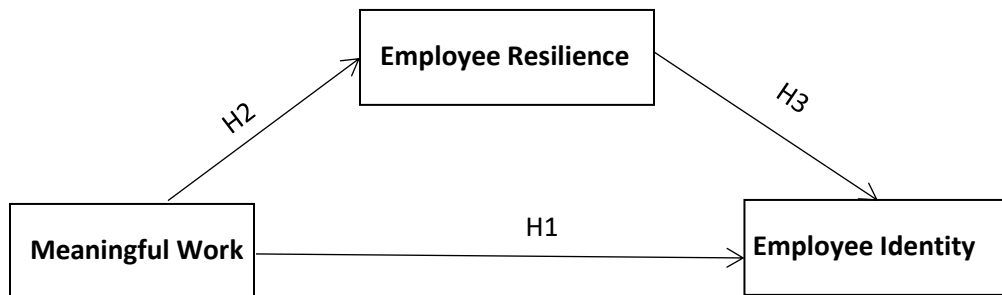 Employee Resilience
H2
H3
H1
Meaningful Work
Employee Identity